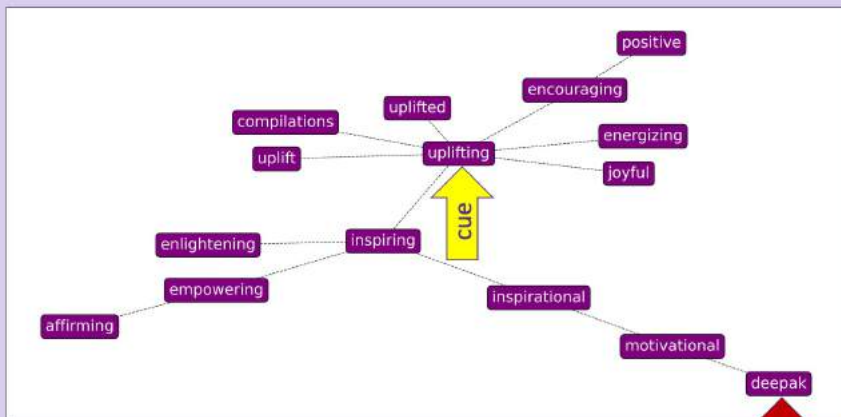 positive
encouraging
uplifted
compilations
energizing
uplifting
uplift
joyful
cue
inspiring
enlightening
empowering
inspirational
affirming
motivational
deepak